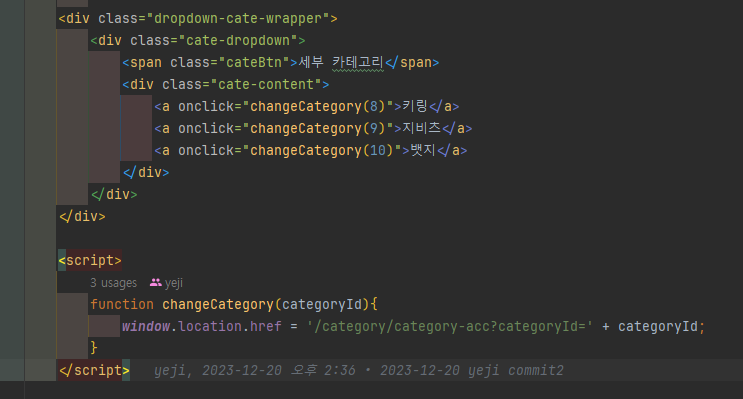 <div class="dropdown-cate-wrapper">
<div class="cate-dropdown">
<span class="cateBtn">세부 카테고리</span>
<div class="cate-content">
<a onclick="changeCategory(8)">키링</a>
<a onclick="changeCategory(9)">지비츠</a>
<a onclick="changeCategory(10)">뱃지</a>
</div>
</div>
</div>
<script>
3 usages yeji
function changeCategory(categoryId){
window.location.href = '/category/category-acc?categoryId=' + categoryId;
}
</script> yeji, 2023-12-20 오후 2:36 • 2023-12-20 yeji commit2